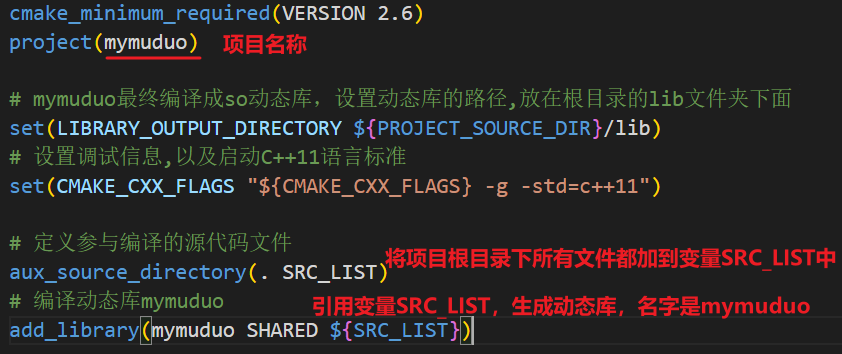 cmake_minimum_required(VERSION 2.6)
project(mymuduo) 项目名称
# mymuduo最终编译成so动态库，设置动态库的路径,放在根目录的lib文件夹下面
set(LIBRARY_OUTPUT_DIRECTORY ${PROJECT_SOURCE_DIR}/lib)
# 设置调试信息,以及启动C++11语言标准
set(CMAKE_CXX_FLAGS "${CMAKE_CXX_FLAGS} -g -std=c++11")
# 定义参与编译的源代码文件
aux_source_directory(. SRC_LIST) 将项目根目录下所有文件都加到变量SRC_LIST中
# 编译动态库mymuduo 引用变量SRC_LIST，生成动态库，名字是mymuduo
add_library(mymuduo SHARED ${SRC_LIST})